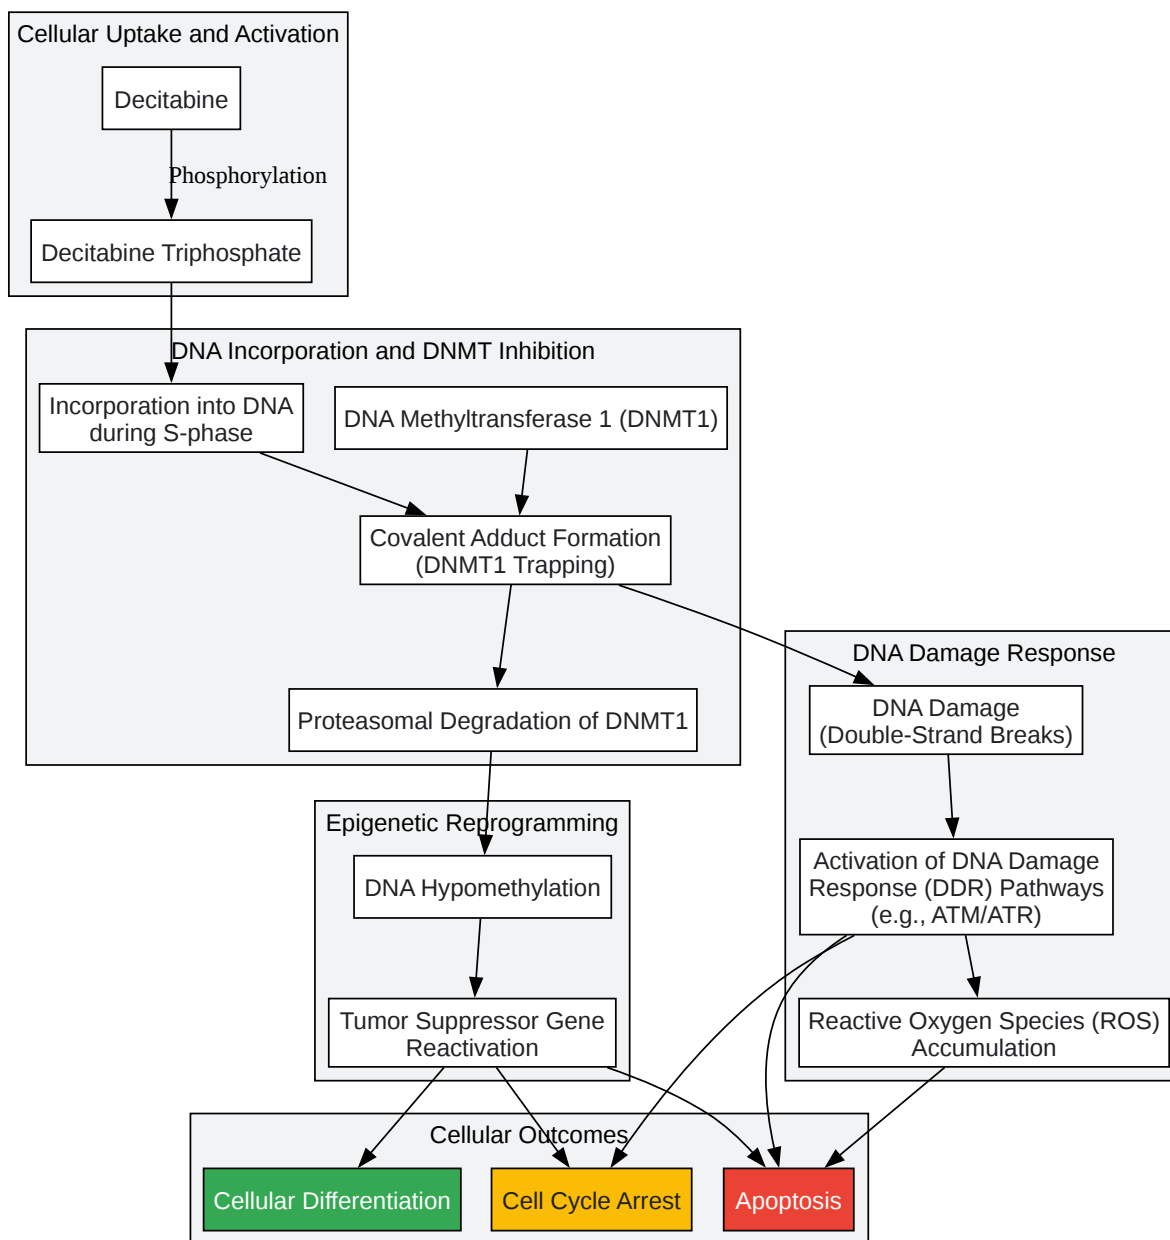 Cellular Uptake and Activation
Decitabine
Phosphorylation
Decitabine Triphosphate
DNA Incorporation and DNMT Inhibition
Incorporation into DNA
during S-phase
DNA Methyltransferase 1 (DNMT1)
Covalent Adduct Formation
(DNMT1 Trapping)
Proteasomal Degradation of DNMT1
DNA Damage Response
DNA Damage
(Double-Strand Breaks)
Activation of DNA Damage
Response (DDR) Pathways
(e.g., ATM/ATR)
Reactive Oxygen Species (ROS)
Accumulation
Epigenetic Reprogramming
DNA Hypomethylation
Tumor Suppressor Gene
Reactivation
Cellular Outcomes
Cellular Differentiation
Cell Cycle Arrest
Apoptosis